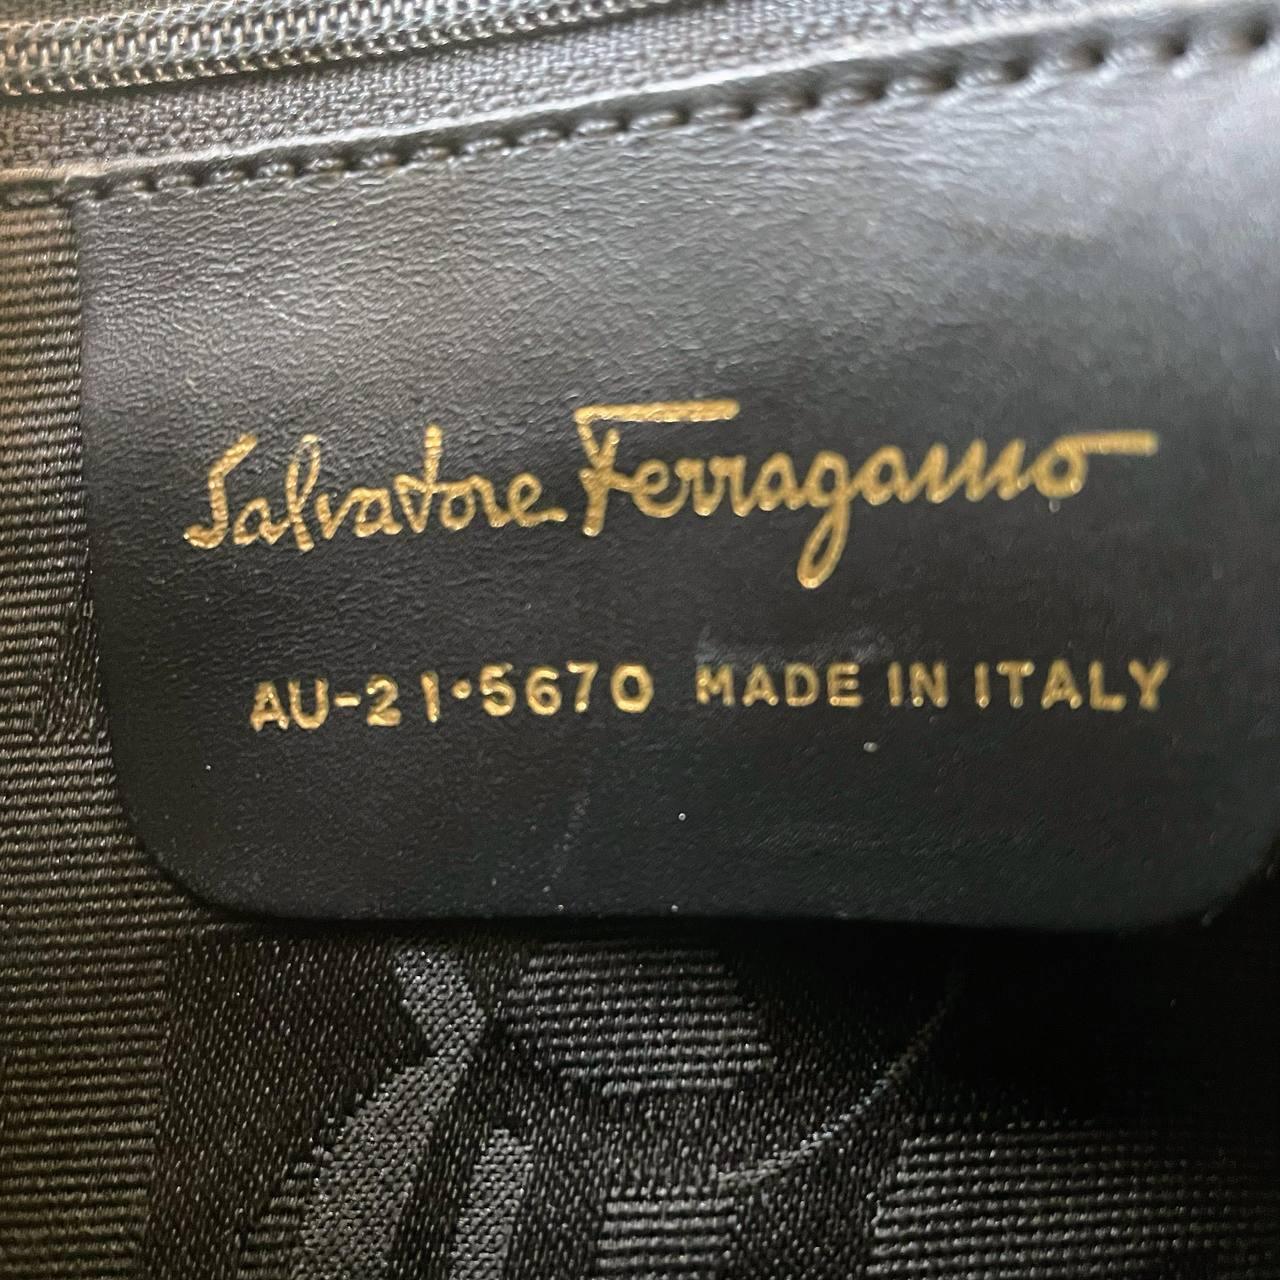 Salvatore Ferragamo
AU-21·5670 MADE IN ITALY